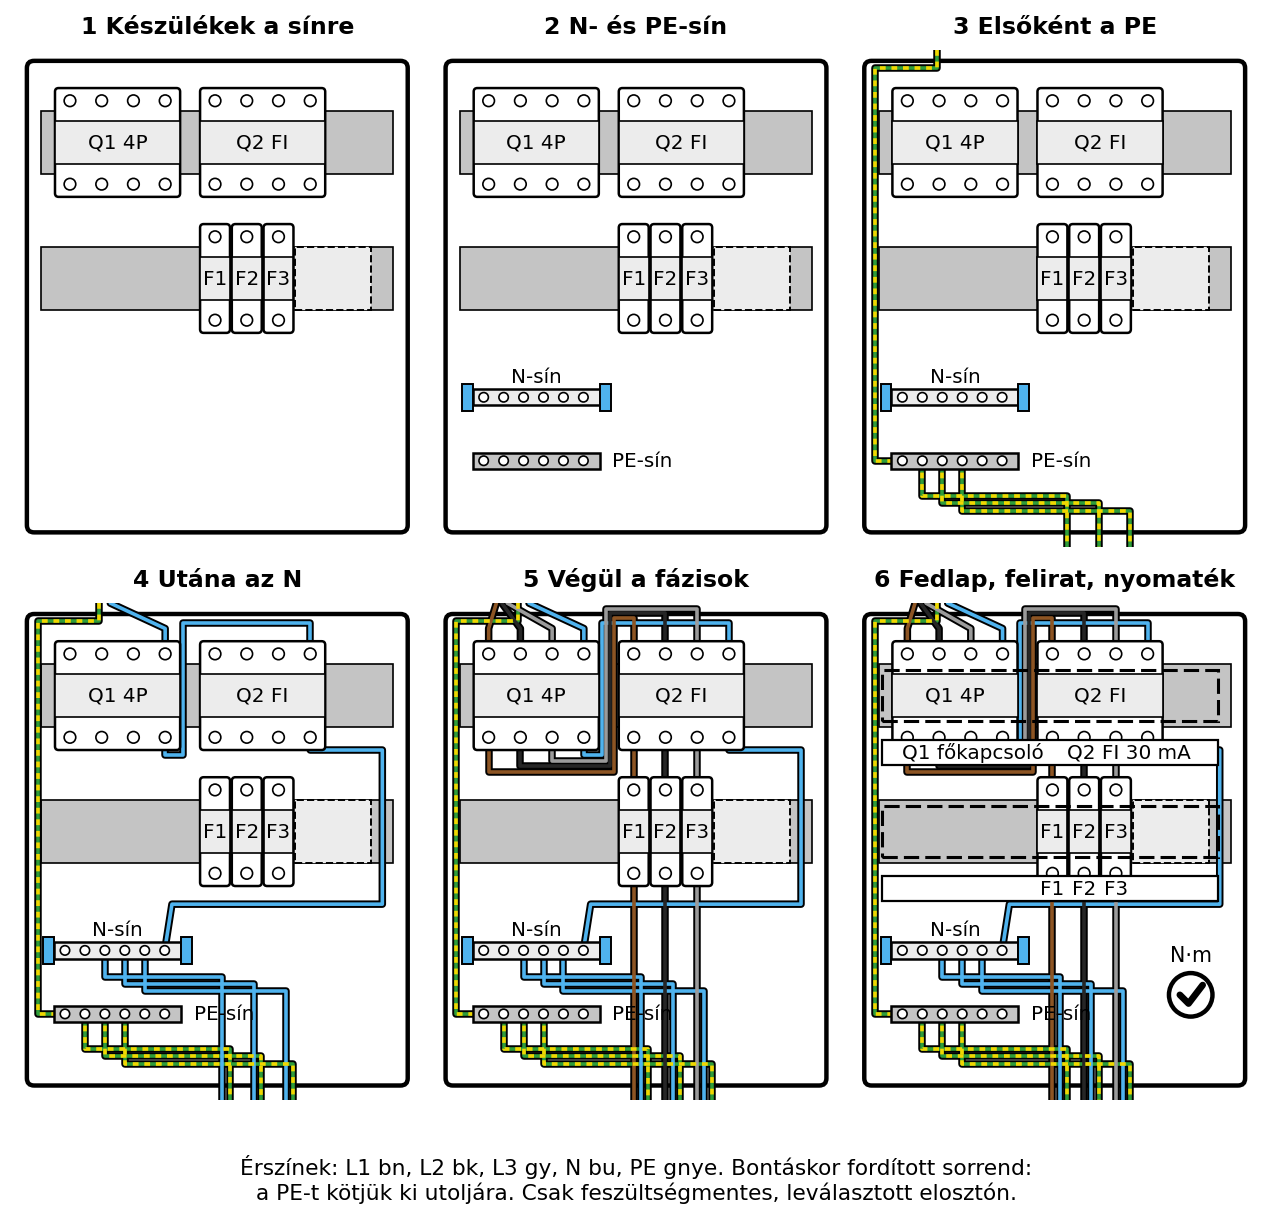 1 Készülékek a sínre
2 N- és PE-sín
3 Elsőként a PE
Q1 4P
Q2 FI
F1 F2 F3
Q1 4P
Q2 FI
F1 F2 F3
N-sín
PE-sín
Q1 4P
Q2 FI
F1 F2 F3
N-sín
PE-sín
4 Utána az N
5 Végül a fázisok
6 Fedlap, felirat, nyomaték
Q1 4P
Q2 FI
F1 F2 F3
N-sín
PE-sín
Q1 4P
Q2 FI
F1 F2 F3
N-sín
PE-sín
Q1 4P
Q2 FI
Q1 főkapcsoló
Q2 FI 30 mA
F1 F2 F3
F1 F2 F3
N-sín
N·m
PE-sín
Érszínek: L1 bn, L2 bk, L3 gy, N bu, PE gnye. Bontáskor fordított sorrend:
a PE-t kötjük ki utoljára. Csak feszültségmentes, leválasztott elosztón.